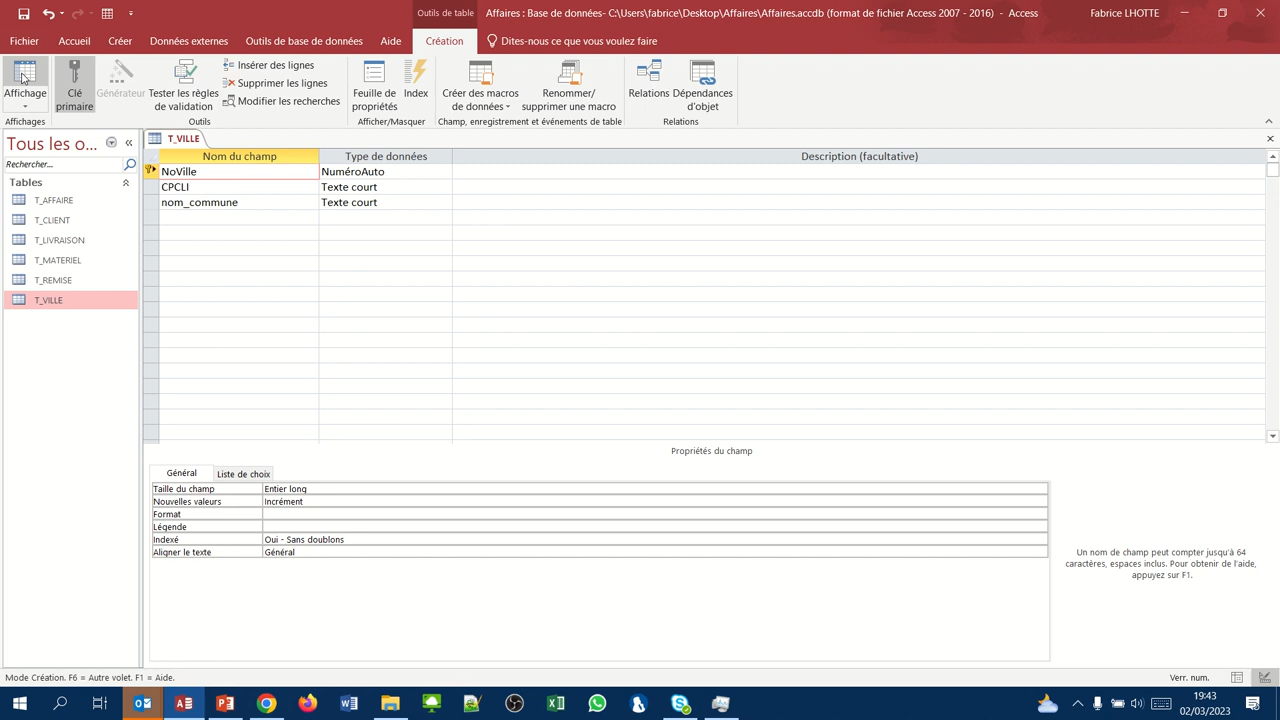 Outils de table
Affaires : Base de données- C:\Users\fabrice\Desktop\Affaires\Affaires.accdb (format de fichier Access 2007 - 2016) - Access
Fabrice LHOTTE
Fichier
Accueil
Créer
Données externes
Outils de base de données
Aide
Création
Dites-nous ce que vous voulez faire
Affichage
Affichages
Clé primaire
Générateur
Tester les règles de validation
Insérer des lignes
Supprimer les lignes
Modifier les recherches
Outils
Feuille de propriétés
Index
Afficher/Masquer
Créer des macros de données
Renommer/ supprimer une macro
Champ, enregistrement et événements de table
Relations
Dépendances d'objet
Relations
Tous les o...
Rechercher...
Tables
T_AFFAIRE
T_CLIENT
T_LIVRAISON
T_MATERIEL
T_REMISE
T_VILLE
T_VILLE
Nom du champ Type de données Description (facultative)
NoVille NuméroAuto
CPCLI Texte court
nom_commune Texte court
Propriétés du champ
Général Liste de choix
Taille du champ Entier long
Nouvelles valeurs Incrément
Format
Légende
Indexé Oui - Sans doublons
Aligner le texte Général
Un nom de champ peut compter jusqu'à 64
caractères, espaces inclus. Pour obtenir de l'aide,
appuyez sur F1.
Mode Création. F6 = Autre volet. F1 = Aide.
Verr. num.
19:43
02/03/2023